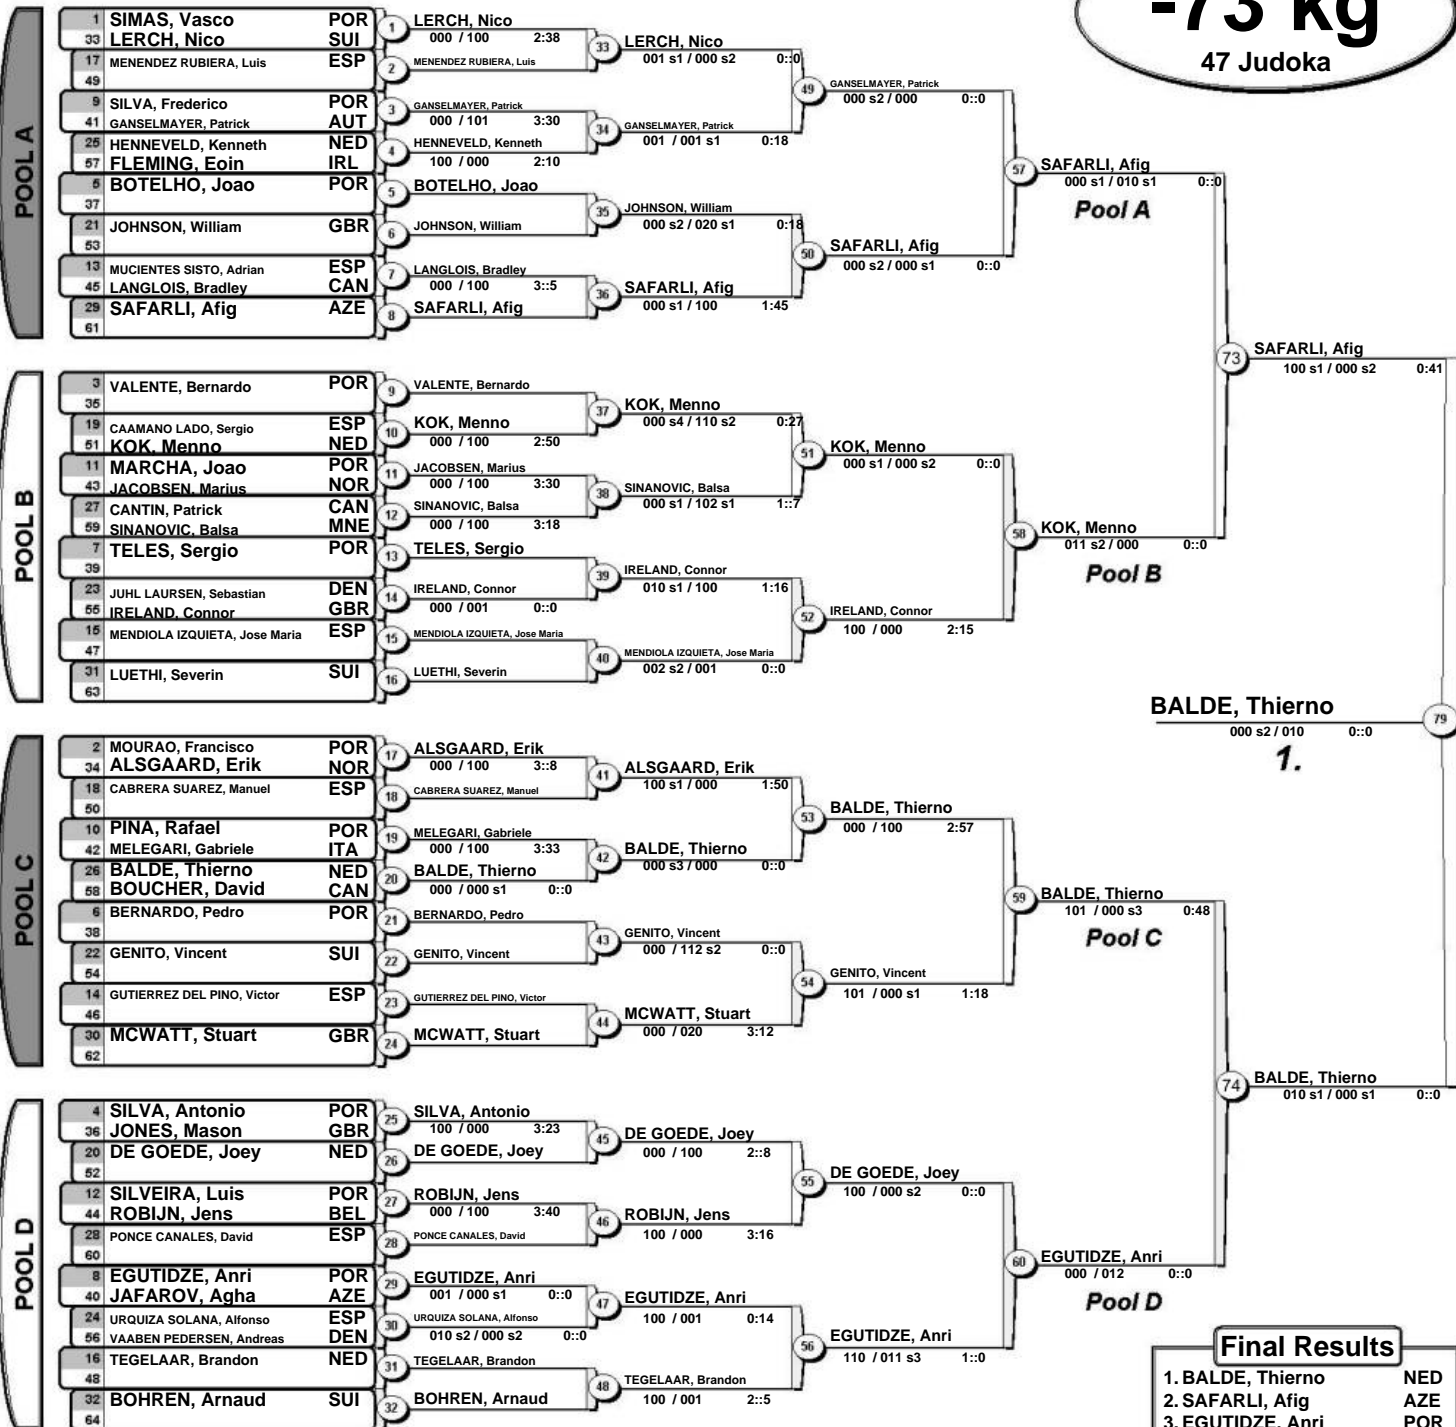 -73 kg
47 Judoka
POOL A
1 SIMAS, Vasco POR
33 LERCH, Nico SUI
17 MENENDEZ RUBIERA, Luis ESP
49
9 SILVA, Frederico POR
41 GANSELMAYER, Patrick AUT
25 HENNEVELD, Kenneth NED
57 FLEMING, Eoin IRL
5 BOTELHO, Joao POR
37
21 JOHNSON, William GBR
53
13 MUCIENTES SISTO, Adrian ESP
45 LANGLOIS, Bradley CAN
29 SAFARLI, Afig AZE
61
1 LERCH, Nico
000 / 100 2:38
2 MENENDEZ RUBIERA, Luis
3 GANSELMAYER, Patrick
000 / 101 3:30
4 HENNEVELD, Kenneth
100 / 000 2:10
5 BOTELHO, Joao
6 JOHNSON, William
7 LANGLOIS, Bradley
000 / 100 3::5
8 SAFARLI, Afig
33 LERCH, Nico
001 s1 / 000 s2 0::0
34 GANSELMAYER, Patrick
001 / 001 s1 0:18
35 JOHNSON, William
000 s2 / 020 s1 0:18
36 SAFARLI, Afig
000 s1 / 100 1:45
49 GANSELMAYER, Patrick
000 s2 / 000 0::0
50 SAFARLI, Afig
000 s2 / 000 s1 0::0
57 SAFARLI, Afig
000 s1 / 010 s1 0::0
Pool A
POOL B
3 VALENTE, Bernardo POR
35
19 CAAMANO LADO, Sergio ESP
51 KOK, Menno NED
11 MARCHA, Joao POR
43 JACOBSEN, Marius NOR
27 CANTIN, Patrick CAN
59 SINANOVIC, Balsa MNE
7 TELES, Sergio POR
39
23 JUHL LAURSEN, Sebastian DEN
55 IRELAND, Connor GBR
15 MENDIOLA IZQUIETA, Jose Maria ESP
47
31 LUETHI, Severin SUI
63
9 VALENTE, Bernardo
10 KOK, Menno
000 / 100 2:50
11 JACOBSEN, Marius
000 / 100 3:30
12 SINANOVIC, Balsa
000 / 100 3:18
13 TELES, Sergio
14 IRELAND, Connor
000 / 001 0::0
15 MENDIOLA IZQUIETA, Jose Maria
16 LUETHI, Severin
37 KOK, Menno
000 s4 / 110 s2 0:27
38 SINANOVIC, Balsa
000 s1 / 102 s1 1::7
39 IRELAND, Connor
010 s1 / 100 1:16
40 MENDIOLA IZQUIETA, Jose Maria
002 s2 / 001 0::0
51 KOK, Menno
000 s1 / 000 s2 0::0
52 IRELAND, Connor
100 / 000 2:15
58 KOK, Menno
011 s2 / 000 0::0
Pool B
73 SAFARLI, Afig
100 s1 / 000 s2 0:41
BALDE, Thierno 79
000 s2 / 010 0::0
1.
POOL C
2 MOURAO, Francisco POR
34 ALSGAARD, Erik NOR
18 CABRERA SUAREZ, Manuel ESP
50
10 PINA, Rafael POR
42 MELEGARI, Gabriele ITA
26 BALDE, Thierno NED
58 BOUCHER, David CAN
6 BERNARDO, Pedro POR
38
22 GENITO, Vincent SUI
54
14 GUTIERREZ DEL PINO, Victor ESP
46
30 MCWATT, Stuart GBR
62
17 ALSGAARD, Erik
000 / 100 3::8
18 CABRERA SUAREZ, Manuel
19 MELEGARI, Gabriele
000 / 100 3:33
20 BALDE, Thierno
000 / 000 s1 0::0
21 BERNARDO, Pedro
22 GENITO, Vincent
23 GUTIERREZ DEL PINO, Victor
24 MCWATT, Stuart
41 ALSGAARD, Erik
100 s1 / 000 1:50
42 BALDE, Thierno
000 s3 / 000 0::0
43 GENITO, Vincent
000 / 112 s2 0::0
44 MCWATT, Stuart
000 / 020 3:12
53 BALDE, Thierno
000 / 100 2:57
54 GENITO, Vincent
101 / 000 s1 1:18
59 BALDE, Thierno
101 / 000 s3 0:48
Pool C
74 BALDE, Thierno
010 s1 / 000 s1 0::0
POOL D
4 SILVA, Antonio POR
36 JONES, Mason GBR
20 DE GOEDE, Joey NED
52
12 SILVEIRA, Luis POR
44 ROBIJN, Jens BEL
28 PONCE CANALES, David ESP
60
8 EGUTIDZE, Anri POR
40 JAFAROV, Agha AZE
24 URQUIZA SOLANA, Alfonso ESP
56 VAABEN PEDERSEN, Andreas DEN
16 TEGELAAR, Brandon NED
48
32 BOHREN, Arnaud SUI
64
25 SILVA, Antonio
100 / 000 3:23
26 DE GOEDE, Joey
27 ROBIJN, Jens
000 / 100 3:40
28 PONCE CANALES, David
29 EGUTIDZE, Anri
001 / 000 s1 0::0
30 URQUIZA SOLANA, Alfonso
010 s2 / 000 s2 0::0
31 TEGELAAR, Brandon
32 BOHREN, Arnaud
45 DE GOEDE, Joey
000 / 100 2::8
46 ROBIJN, Jens
100 / 000 3:16
47 EGUTIDZE, Anri
100 / 001 0:14
48 TEGELAAR, Brandon
100 / 001 2::5
55 DE GOEDE, Joey
100 / 000 s2 0::0
56 EGUTIDZE, Anri
110 / 011 s3 1::0
60 EGUTIDZE, Anri
000 / 012 0::0
Pool D
Final Results
1. BALDE, Thierno NED
2. SAFARLI, Afig AZE
3. EGUTIDZE, Anri POR